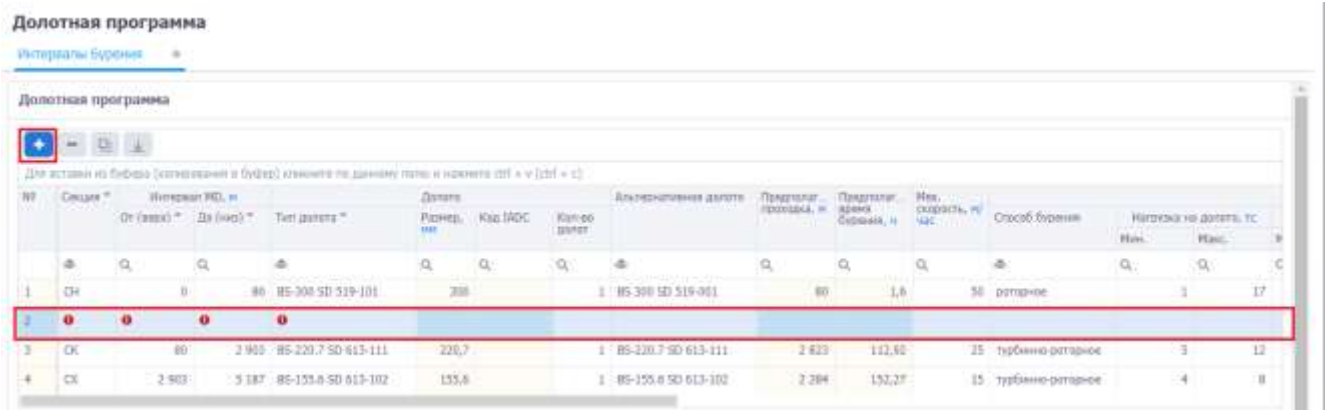 Долотная программа
Интервалы бурения
Долотная программа
Для вставки из буфера (копирования в буфер) кликните по данному полю и нажмите ctrl + v (ctrl + c)
№ Секция * Интервал MD, м Долото Альтернативное долото Предполаг. проходка, м Предполаг. время бурения, ч Мех. скорость, м/час Способ бурения Нагрузка на долото, тс
От (верх) * До (низ) * Тип долота * Размер, мм Код IADC Кол-во долот Мин. Макс.
1 СН 0 80 BS-300 SD 519-101 300 1 BS 300 SD 519-001 80 1,6 50 роторное 1 17
2
3 СК 80 2 903 BS-220.7 SD 613-111 220,7 1 BS-220.7 SD 613-111 2 823 112,92 25 турбинно-роторное 5 12
4 СХ 2 903 5 187 BS-155.6 SD 613-102 155,6 1 BS-155.6 SD 613-102 2 284 152,27 15 турбинно-роторное 4 8